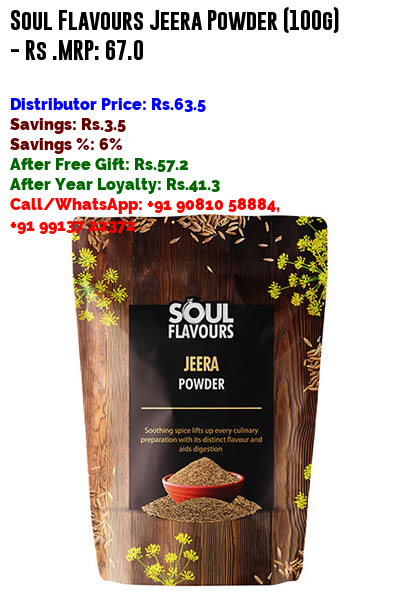 Soul Flavours Jeera Powder (100g)
- Rs .MRP: 67.0
Distributor Price: Rs.63.5
Savings: Rs.3.5
Savings %: 6%
After Free Gift: Rs.57.2
After Year Loyalty: Rs.41.3
Call/WhatsApp: +91 90810 58884,
+91 99137 22372
SOUL
FLAVOURS
JEERA
POWDER
Soothing spice lifts up every culinary
preparation with its distinct flavour and
aids digestion